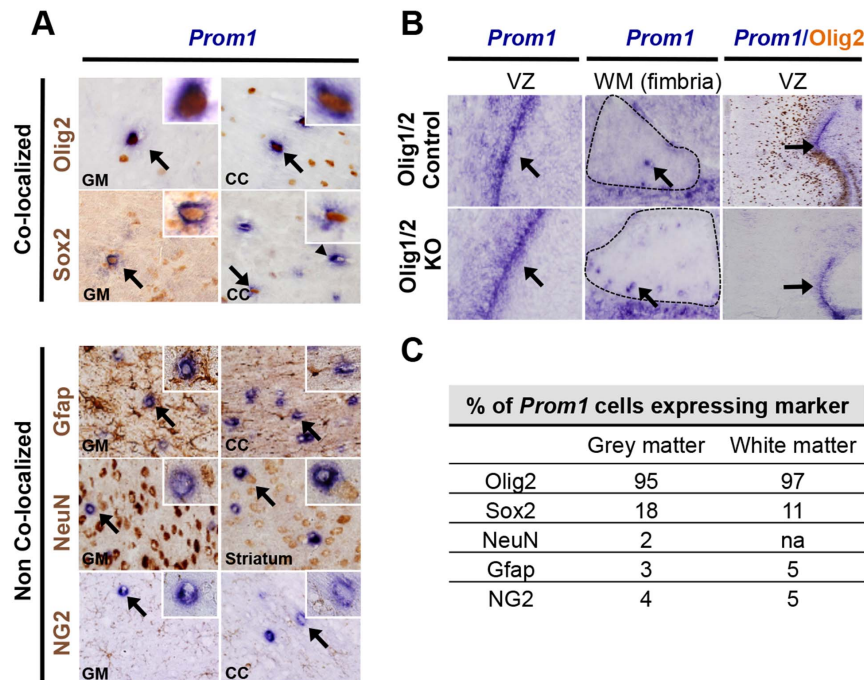 A
Prom1
Co-localized
Olig2
GM
CC
Sox2
GM
CC
Non Co-localized
Gfap
GM
CC
NeuN
GM
Striatum
NG2
GM
CC
B
Prom1 Prom1 Prom1/Olig2
VZ WM (fimbria) VZ
Olig1/2
Control
Olig1/2
KO
C
% of Prom1 cells expressing marker
Grey matter White matter
Olig2 95 97
Sox2 18 11
NeuN 2 na
Gfap 3 5
NG2 4 5